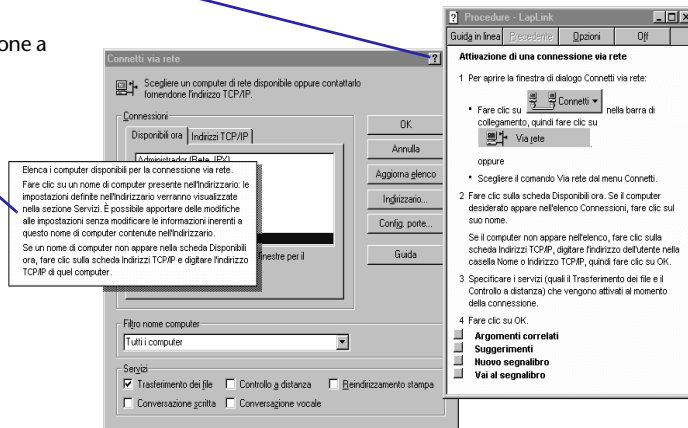 one a
Connetti via rete
Scegliere un computer di rete disponibile oppure contattarlo
fornendone l'indirizzo TCP/IP.
Connessioni
Disponibili ora
Indirizzi TCP/IP
Administrador (Rete, IPX)
Elenca i computer disponibili per la connessione via rete.
Fare clic su un nome di computer presente nell'Indirizzario: le
impostazioni definite nell'Indirizzario verranno visualizzate
nella sezione Servizi. È possibile apportare delle modifiche
alle impostazioni senza modificare le informazioni inerenti a
questo nome di computer contenute nell'Indirizzario.
Se un nome di computer non appare nella scheda Disponibili
ora, fare clic sulla scheda Indirizzi TCP/IP e digitare l'indirizzo
TCP/IP di quel computer.
finestre per il
OK
Annulla
Aggiorna elenco
Indirizzario...
Config. porte...
Guida
Filtro nome computer
Tutti i computer
Servizi
Trasferimento dei file
Controllo a distanza
Reindirizzamento stampa
Conversazione scritta
Conversazione vocale
? Procedure - LapLink
Guida in linea
Precedente
Opzioni
Off
Attivazione di una connessione via rete
1 Per aprire la finestra di dialogo Connetti via rete:
• Fare clic su Connetti nella barra di
collegamento, quindi fare clic su
Via rete
oppure
• Scegliere il comando Via rete dal menu Connetti.
2 Fare clic sulla scheda Disponibili ora. Se il computer
desiderato appare nell'elenco Connessioni, fare clic sul
suo nome.
Se il computer non appare nell'elenco, fare clic sulla
scheda Indirizzi TCP/IP, digitare l'indirizzo dell'utente nella
casella Nome o Indirizzo TCP/IP, quindi fare clic su OK.
3 Specificare i servizi (quali il Trasferimento dei file e il
Controllo a distanza) che vengono attivati al momento
della connessione.
4 Fare clic su OK.
Argomenti correlati
Suggerimenti
Nuovo segnalibro
Vai al segnalibro